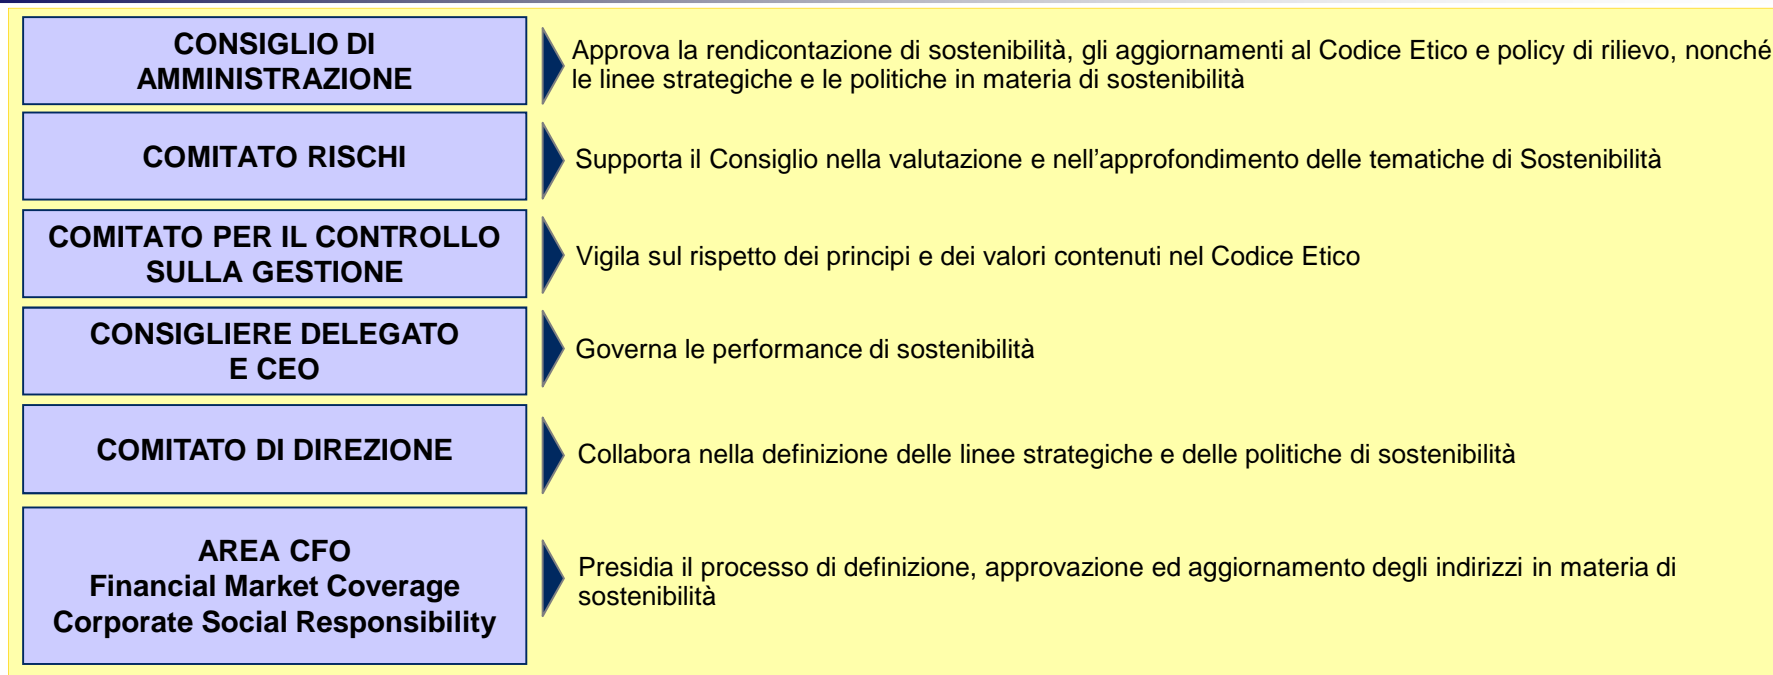 CONSIGLIO DI
AMMINISTRAZIONE
Approva la rendicontazione di sostenibilità, gli aggiornamenti al Codice Etico e policy di rilievo, nonché
le linee strategiche e le politiche in materia di sostenibilità
COMITATO RISCHI
Supporta il Consiglio nella valutazione e nell'approfondimento delle tematiche di Sostenibilità
COMITATO PER IL CONTROLLO
SULLA GESTIONE
Vigila sul rispetto dei principi e dei valori contenuti nel Codice Etico
CONSIGLIERE DELEGATO
E CEO
Governa le performance di sostenibilità
COMITATO DI DIREZIONE
Collabora nella definizione delle linee strategiche e delle politiche di sostenibilità
AREA CFO
Financial Market Coverage
Corporate Social Responsibility
Presidia il processo di definizione, approvazione ed aggiornamento degli indirizzi in materia di
sostenibilità